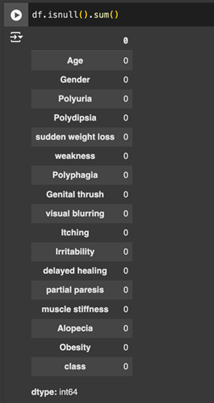 df.isnull().sum()
0
Age 0
Gender 0
Polyuria 0
Polydipsia 0
sudden weight loss 0
weakness 0
Polyphagia 0
Genital thrush 0
visual blurring 0
Itching 0
Irritability 0
delayed healing 0
partial paresis 0
muscle stiffness 0
Alopecia 0
Obesity 0
class 0
dtype: int64